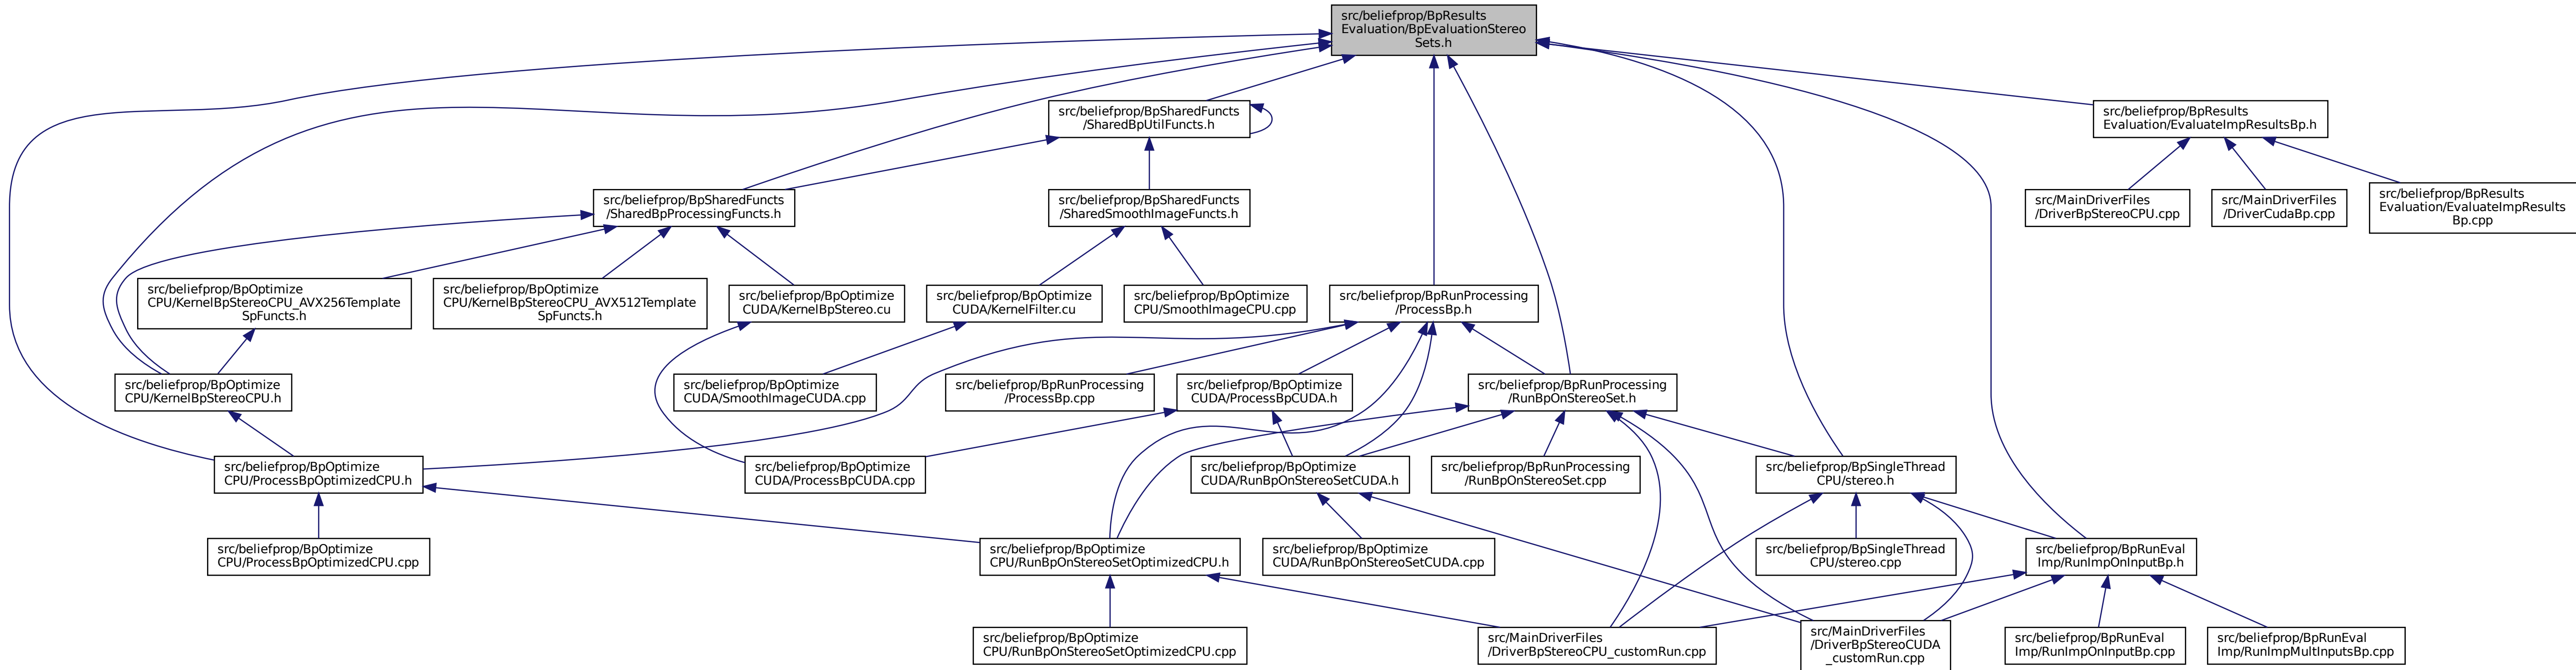 src/beliefprop/BpResults
Evaluation/BpEvaluationStereo
Sets.h
src/beliefprop/BpSharedFuncts
/SharedBpUtilFuncts.h
src/beliefprop/BpResults
Evaluation/EvaluateImpResultsBp.h
src/beliefprop/BpSharedFuncts
/SharedBpProcessingFuncts.h
src/beliefprop/BpSharedFuncts
/SharedSmoothImageFuncts.h
src/MainDriverFiles
/DriverBpStereoCPU.cpp
src/MainDriverFiles
/DriverCudaBp.cpp
src/beliefprop/BpResults
Evaluation/EvaluateImpResults
Bp.cpp
src/beliefprop/BpOptimize
CPU/KernelBpStereoCPU_AVX256Template
SpFuncts.h
src/beliefprop/BpOptimize
CPU/KernelBpStereoCPU_AVX512Template
SpFuncts.h
src/beliefprop/BpOptimize
CUDA/KernelBpStereo.cu
src/beliefprop/BpOptimize
CUDA/KernelFilter.cu
src/beliefprop/BpOptimize
CPU/SmoothImageCPU.cpp
src/beliefprop/BpRunProcessing
/ProcessBp.h
src/beliefprop/BpOptimize
CPU/KernelBpStereoCPU.h
src/beliefprop/BpOptimize
CUDA/SmoothImageCUDA.cpp
src/beliefprop/BpRunProcessing
/ProcessBp.cpp
src/beliefprop/BpOptimize
CUDA/ProcessBpCUDA.h
src/beliefprop/BpRunProcessing
/RunBpOnStereoSet.h
src/beliefprop/BpOptimize
CPU/ProcessBpOptimizedCPU.h
src/beliefprop/BpOptimize
CUDA/ProcessBpCUDA.cpp
src/beliefprop/BpOptimize
CUDA/RunBpOnStereoSetCUDA.h
src/beliefprop/BpRunProcessing
/RunBpOnStereoSet.cpp
src/beliefprop/BpSingleThread
CPU/stereo.h
src/beliefprop/BpOptimize
CPU/ProcessBpOptimizedCPU.cpp
src/beliefprop/BpOptimize
CPU/RunBpOnStereoSetOptimizedCPU.h
src/beliefprop/BpOptimize
CUDA/RunBpOnStereoSetCUDA.cpp
src/beliefprop/BpSingleThread
CPU/stereo.cpp
src/beliefprop/BpRunEval
Imp/RunImpOnInputBp.h
src/beliefprop/BpOptimize
CPU/RunBpOnStereoSetOptimizedCPU.cpp
src/MainDriverFiles
/DriverBpStereoCPU_customRun.cpp
src/MainDriverFiles
/DriverBpStereoCUDA
_customRun.cpp
src/beliefprop/BpRunEval
Imp/RunImpOnInputBp.cpp
src/beliefprop/BpRunEval
Imp/RunImpMultInputsBp.cpp